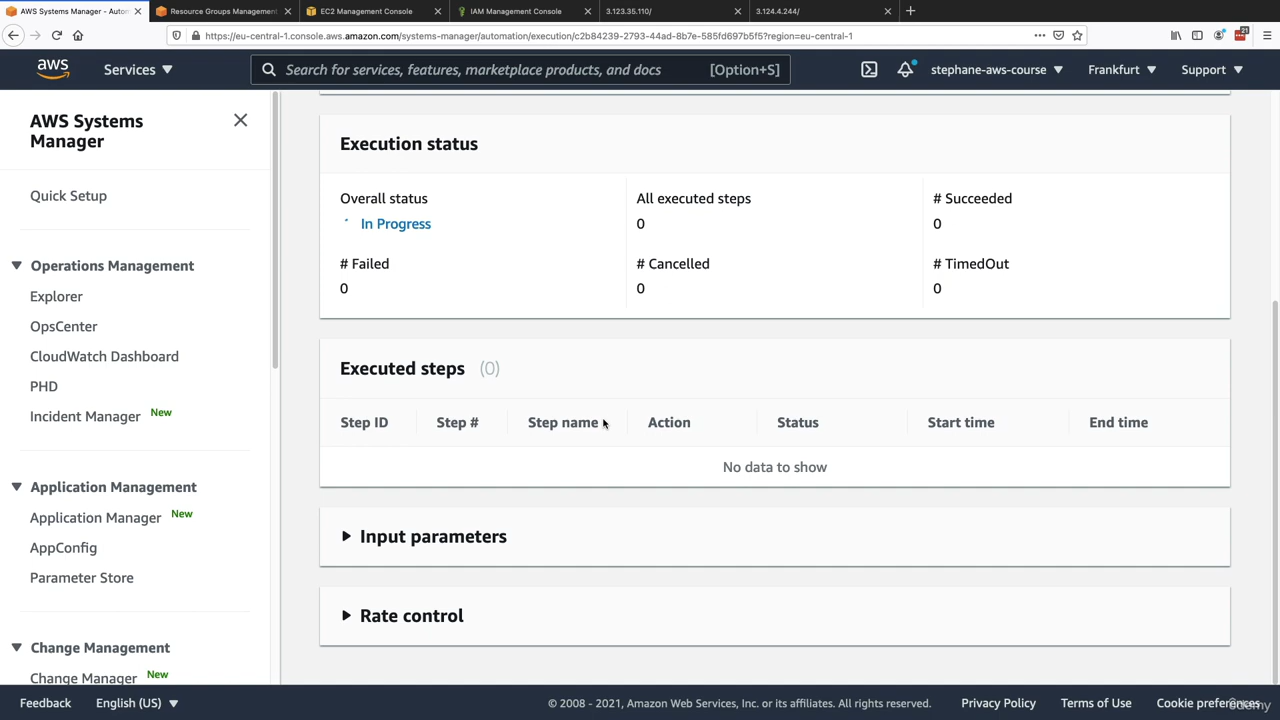 AWS Systems Manager - Autom
Resource Groups Management
EC2 Management Console
IAM Management Console
3.123.35.110/
3.124.4.244/
https://eu-central-1.console.aws.amazon.com/systems-manager/automation/execution/c2b84239-2793-44ad-8b7e-585fd697b5f5?region=eu-central-1
21
aws
Services
Search for services, features, marketplace products, and docs
[Option+S]
stephane-aws-course
Frankfurt
Support
AWS Systems
Manager
Quick Setup
Operations Management
Explorer
OpsCenter
CloudWatch Dashboard
PHD
Incident Manager New
Application Management
Application Manager New
AppConfig
Parameter Store
Change Management
Change Manager New
Execution status
Overall status
In Progress
All executed steps
0
# Succeeded
0
# Failed
0
# Cancelled
0
# TimedOut
0
Executed steps (0)
Step ID Step # Step name Action Status Start time End time
No data to show
Input parameters
Rate control
Feedback English (US) © 2008 - 2021, Amazon Web Services, Inc. or its affiliates. All rights reserved. Privacy Policy Terms of Use Cookie preferences
Udemy